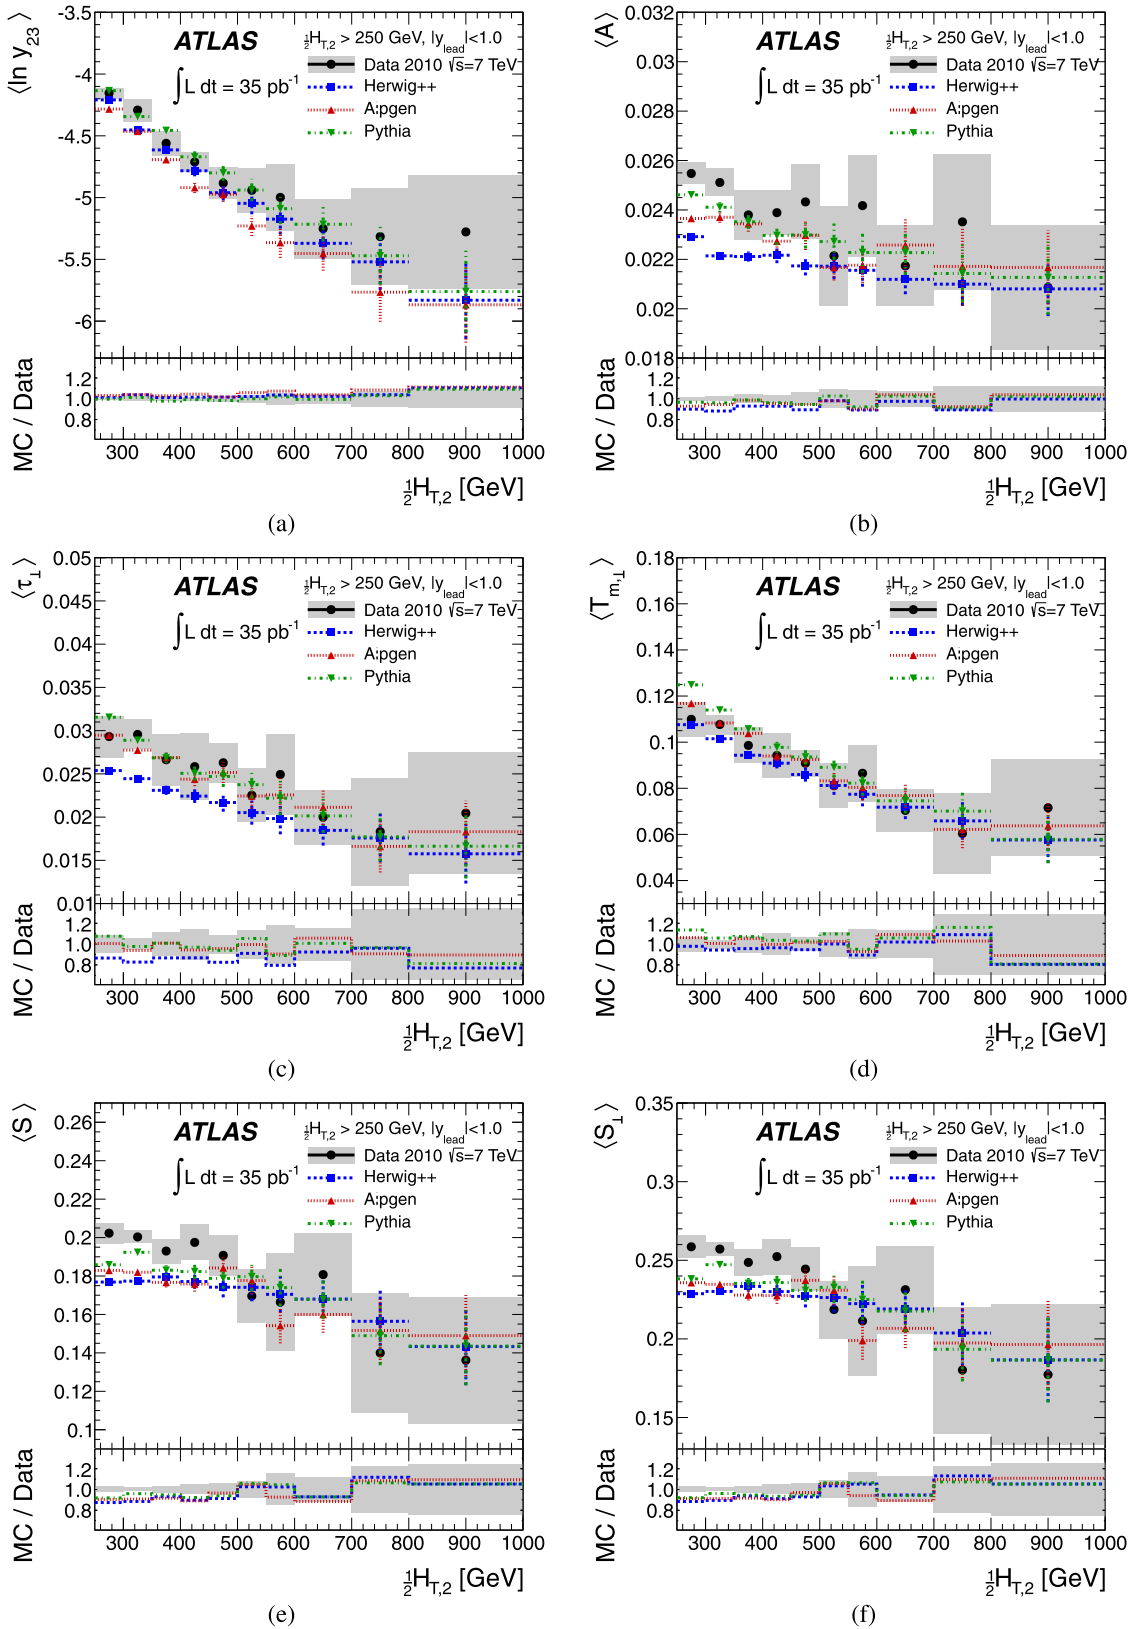 ⟨ln y23⟩
-3.5
-4
-4.5
-5
-5.5
-6
ATLAS
½HT,2 > 250 GeV, |ylead|<1.0
∫L dt = 35 pb-1
Data 2010 √s=7 TeV
Herwig++
Alpgen
Pythia
MC / Data
1.2
1.0
0.8
300 400 500 600 700 800 900 1000
½HT,2 [GeV]
(a)
⟨A⟩
0.032
0.03
0.028
0.026
0.024
0.022
0.02
0.018
ATLAS
½HT,2 > 250 GeV, |ylead|<1.0
∫L dt = 35 pb-1
Data 2010 √s=7 TeV
Herwig++
Alpgen
Pythia
MC / Data
1.2
1.0
0.8
300 400 500 600 700 800 900 1000
½HT,2 [GeV]
(b)
⟨τ⊥⟩
0.05
0.045
0.04
0.035
0.03
0.025
0.02
0.015
0.01
ATLAS
½HT,2 > 250 GeV, |ylead|<1.0
∫L dt = 35 pb-1
Data 2010 √s=7 TeV
Herwig++
Alpgen
Pythia
MC / Data
1.2
1.0
0.8
300 400 500 600 700 800 900 1000
½HT,2 [GeV]
(c)
⟨Tm,⊥⟩
0.18
0.16
0.14
0.12
0.1
0.08
0.06
0.04
ATLAS
½HT,2 > 250 GeV, |ylead|<1.0
∫L dt = 35 pb-1
Data 2010 √s=7 TeV
Herwig++
Alpgen
Pythia
MC / Data
1.2
1.0
0.8
300 400 500 600 700 800 900 1000
½HT,2 [GeV]
(d)
⟨S⟩
0.26
0.24
0.22
0.2
0.18
0.16
0.14
0.12
0.1
ATLAS
½HT,2 > 250 GeV, |ylead|<1.0
∫L dt = 35 pb-1
Data 2010 √s=7 TeV
Herwig++
Alpgen
Pythia
MC / Data
1.2
1.0
0.8
300 400 500 600 700 800 900 1000
½HT,2 [GeV]
(e)
⟨S⊥⟩
0.35
0.3
0.25
0.2
0.15
ATLAS
½HT,2 > 250 GeV, |ylead|<1.0
∫L dt = 35 pb-1
Data 2010 √s=7 TeV
Herwig++
Alpgen
Pythia
MC / Data
1.2
1.0
0.8
300 400 500 600 700 800 900 1000
½HT,2 [GeV]
(f)